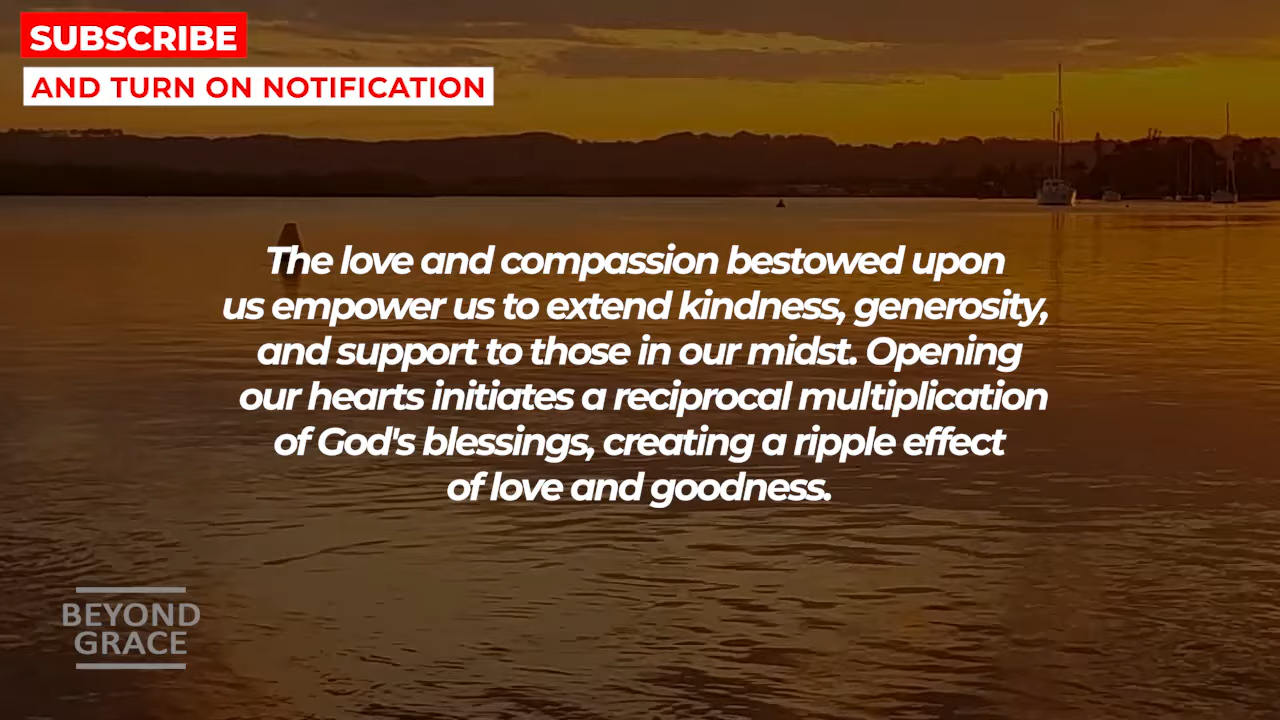 SUBSCRIBE
AND TURN ON NOTIFICATION
The love and compassion bestowed upon
us empower us to extend kindness, generosity,
and support to those in our midst. Opening
our hearts initiates a reciprocal multiplication
of God's blessings, creating a ripple effect
of love and goodness.
BEYOND
GRACE